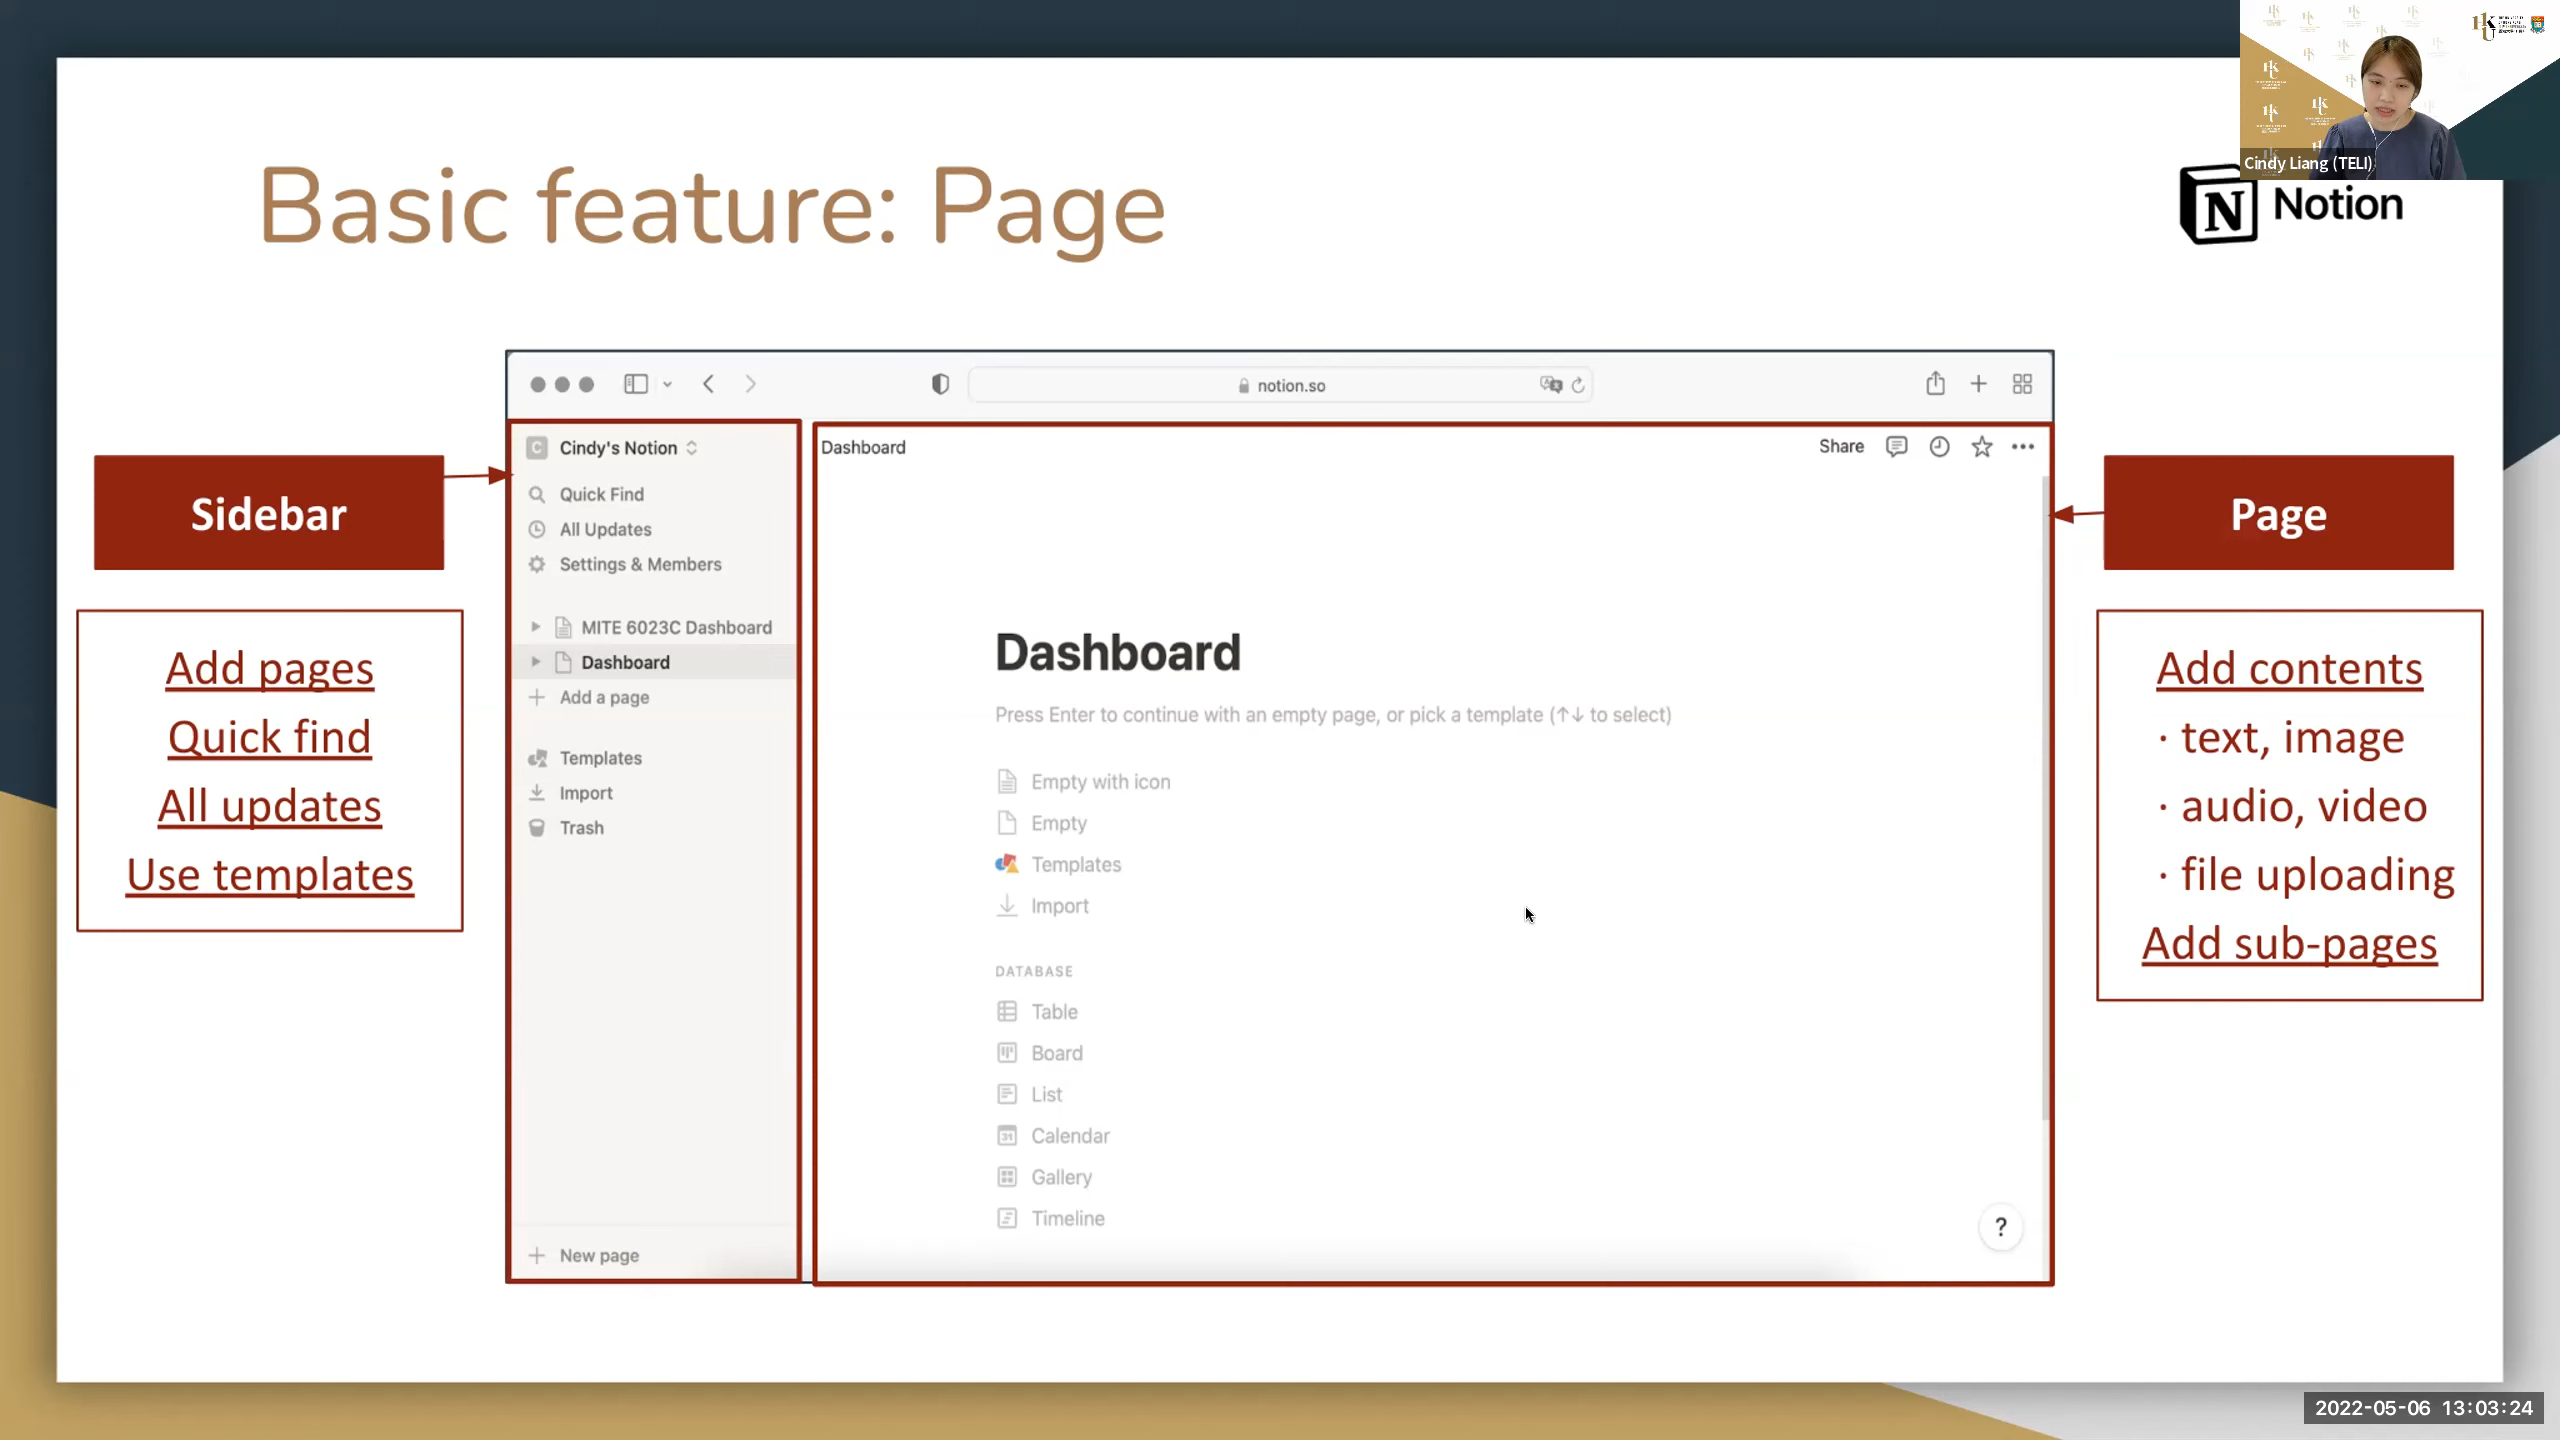 Basic feature: Page
Cindy Liang (TELI)
Notion
notion.so
Sidebar
Add pages
Quick find
All updates
Use templates
C Cindy's Notion
Quick Find
All Updates
Settings & Members
MITE 6023C Dashboard
Dashboard
Add a page
Templates
Import
Trash
New page
Dashboard
Share
Dashboard
Press Enter to continue with an empty page, or pick a template (↑↓ to select)
Empty with icon
Empty
Templates
Import
DATABASE
Table
Board
List
Calendar
Gallery
Timeline
?
Page
Add contents
· text, image
· audio, video
· file uploading
Add sub-pages
2022-05-06 13:03:24